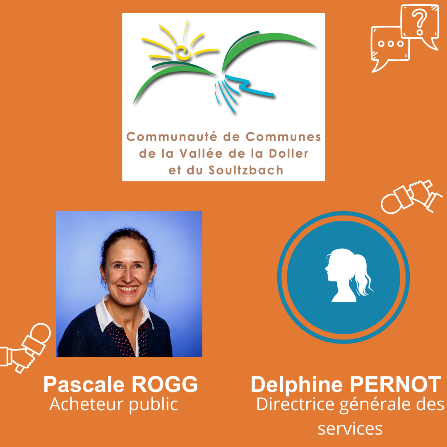 ?
Communauté de Communes
de la Vallée de la Doller
et du Soultzbach
Pascale ROGG
Acheteur public
Delphine PERNOT
Directrice générale des
services